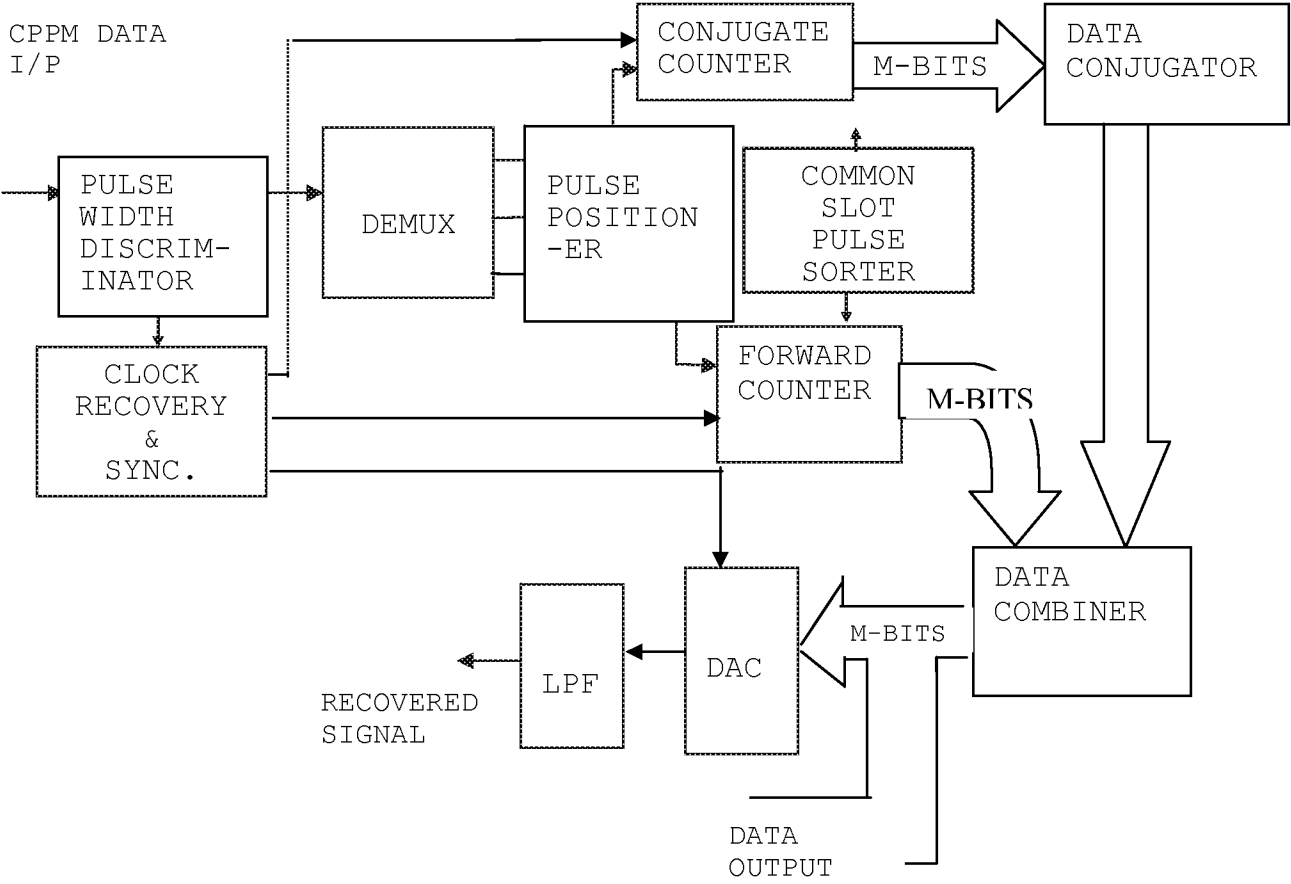 CPPM DATA
I/P
CONJUGATE
COUNTER
M-BITS
DATA
CONJUGATOR
PULSE
WIDTH
DISCRIM-
INATOR
DEMUX
PULSE
POSITION
-ER
COMMON
SLOT
PULSE
SORTER
CLOCK
RECOVERY
&
SYNC.
FORWARD
COUNTER
M-BITS
DATA
COMBINER
M-BITS
DAC
LPF
RECOVERED
SIGNAL
DATA
OUTPUT